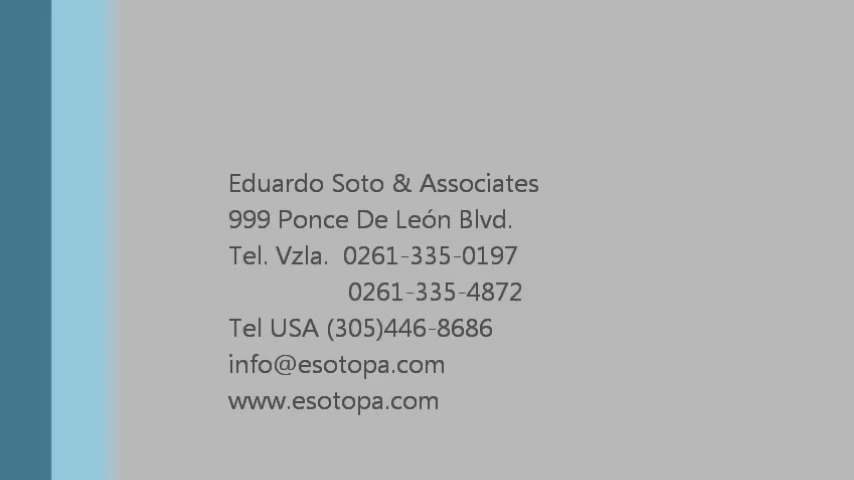 Eduardo Soto & Associates
999 Ponce De León Blvd.
Tel. Vzla. 0261-335-0197
0261-335-4872
Tel USA (305)446-8686
info@esotopa.com
www.esotopa.com